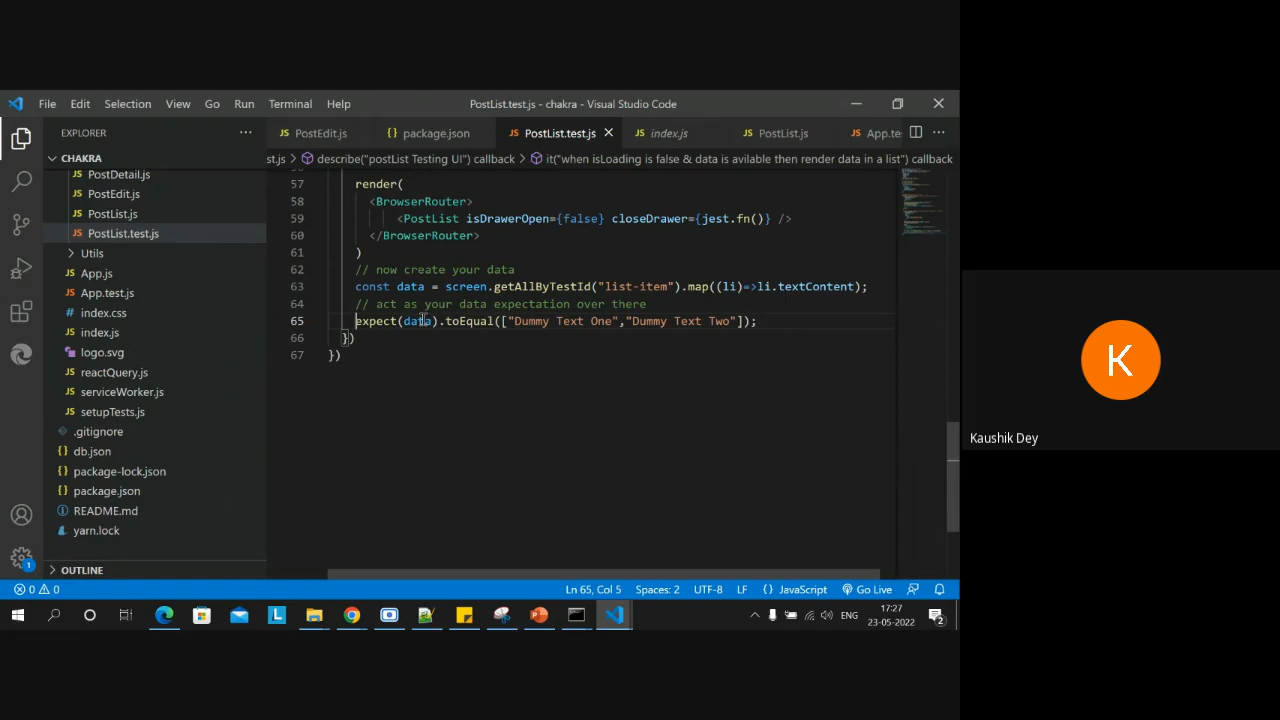 File Edit Selection View Go Run Terminal Help
PostList.test.js - chakra - Visual Studio Code
EXPLORER
PostEdit.js
package.json
PostList.test.js
index.js
PostList.js
App.te
CHAKRA
st.js > describe("postList Testing UI") callback > it("when isLoading is false & data is avilable then render data in a list") callback
PostDetail.js
PostEdit.js
PostList.js
PostList.test.js
Utils
App.js
App.test.js
index.css
index.js
logo.svg
reactQuery.js
serviceWorker.js
setupTests.js
.gitignore
db.json
package-lock.json
package.json
README.md
yarn.lock
OUTLINE
57 render(
58 <BrowserRouter>
59 <PostList isDrawerOpen={false} closeDrawer={jest.fn()} />
60 </BrowserRouter>
61 )
62 // now create your data
63 const data = screen.getAllByTestId("list-item").map((li)=>li.textContent);
64 // act as your data expectation over there
65 expect(data).toEqual(["Dummy Text One","Dummy Text Two"]);
66 })
67 })
Kaushik Dey
K
1
0 0
Ln 65, Col 5 Spaces: 2 UTF-8 LF {} JavaScript Go Live
ENG
17:27
23-05-2022
2